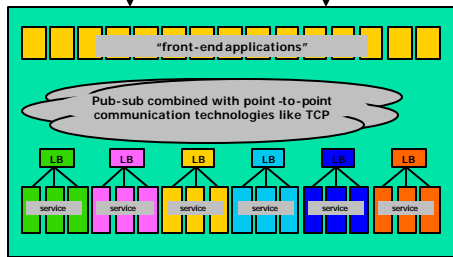 “front-end applications”
Pub-sub combined with point-to-point
communication technologies like TCP
LB LB LB LB LB LB
service service service service service service